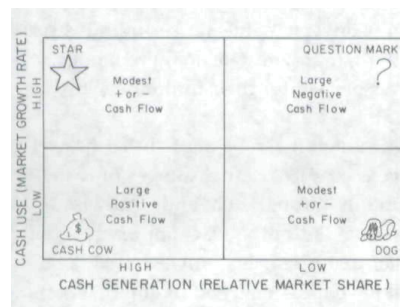 CASH USE (MARKET GROWTH RATE)
HIGH
LOW
STAR
Modest
+ or −
Cash Flow
QUESTION MARK
?
Large
Negative
Cash Flow
Large
Positive
Cash Flow
$
CASH COW
Modest
+ or −
Cash Flow
DOG
HIGH
LOW
CASH GENERATION (RELATIVE MARKET SHARE)